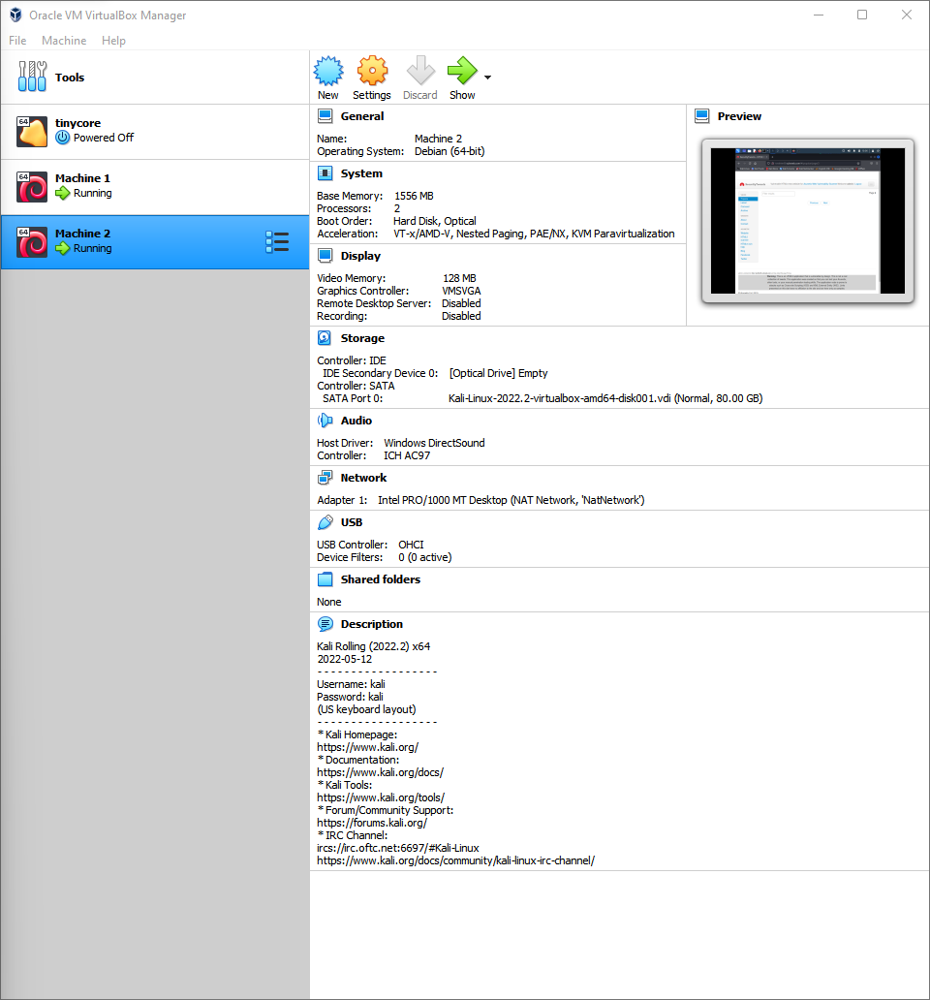 Oracle VM VirtualBox Manager
File Machine Help
Tools
New Settings Discard Show
64 tinycore
Powered Off
64 Machine 1
Running
64 Machine 2
Running
General
Name: Machine 2
Operating System: Debian (64-bit)
System
Base Memory: 1556 MB
Processors: 2
Boot Order: Hard Disk, Optical
Acceleration: VT-x/AMD-V, Nested Paging, PAE/NX, KVM Paravirtualization
Display
Video Memory: 128 MB
Graphics Controller: VMSVGA
Remote Desktop Server: Disabled
Recording: Disabled
Preview
Storage
Controller: IDE
IDE Secondary Device 0: [Optical Drive] Empty
Controller: SATA
SATA Port 0: Kali-Linux-2022.2-virtualbox-amd64-disk001.vdi (Normal, 80.00 GB)
Audio
Host Driver: Windows DirectSound
Controller: ICH AC97
Network
Adapter 1: Intel PRO/1000 MT Desktop (NAT Network, 'NatNetwork')
USB
USB Controller: OHCI
Device Filters: 0 (0 active)
Shared folders
None
Description
Kali Rolling (2022.2) x64
2022-05-12
- - - - - - - - - - - - - - - - - -
Username: kali
Password: kali
(US keyboard layout)
- - - - - - - - - - - - - - - - - -
* Kali Homepage:
https://www.kali.org/
* Documentation:
https://www.kali.org/docs/
* Kali Tools:
https://www.kali.org/tools/
* Forum/Community Support:
https://forums.kali.org/
* IRC Channel:
ircs://irc.oftc.net:6697/#Kali-Linux
https://www.kali.org/docs/community/kali-linux-irc-channel/